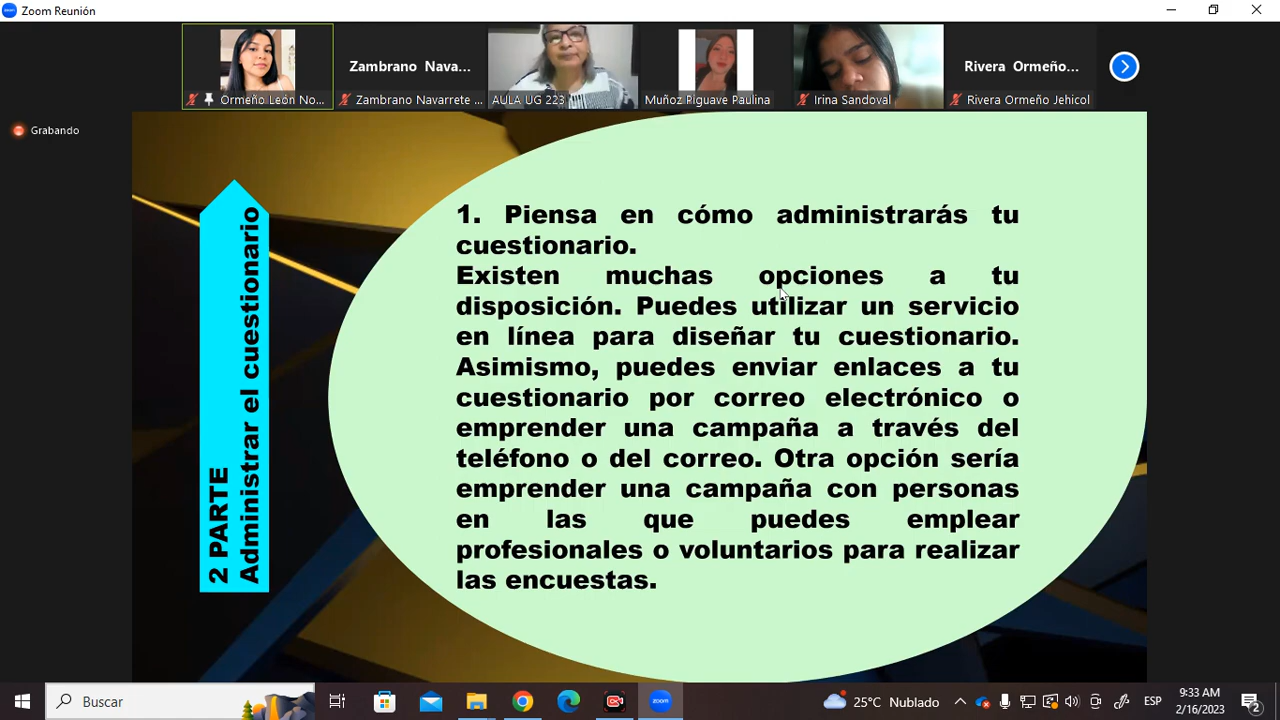 Zoom Reunión
Zambrano Nava...
Rivera Ormeño...
Ormeño León No...
Zambrano Navarrete ...
AULA UG 223
Muñoz Piguave Paulina
Irina Sandoval
Rivera Ormeño Jehicol
Grabando
2 PARTE
Administrar el cuestionario
1. Piensa en cómo administrarás tu
cuestionario.
Existen muchas opciones a tu
disposición. Puedes utilizar un servicio
en línea para diseñar tu cuestionario.
Asimismo, puedes enviar enlaces a tu
cuestionario por correo electrónico o
emprender una campaña a través del
teléfono o del correo. Otra opción sería
emprender una campaña con personas
en las que puedes emplear
profesionales o voluntarios para realizar
las encuestas.
Buscar
zoom
25°C Nublado
ESP
9:33 AM
2/16/2023
2